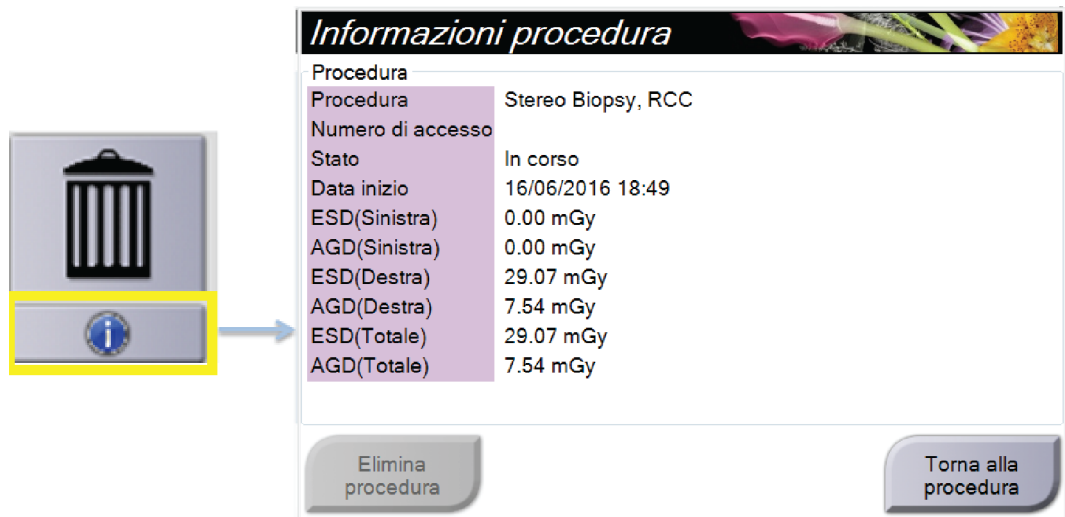 Informazioni procedura
Procedura
Procedura Stereo Biopsy, RCC
Numero di accesso
Stato In corso
Data inizio 16/06/2016 18:49
ESD(Sinistra) 0.00 mGy
AGD(Sinistra) 0.00 mGy
ESD(Destra) 29.07 mGy
AGD(Destra) 7.54 mGy
ESD(Totale) 29.07 mGy
AGD(Totale) 7.54 mGy
Elimina
procedura
Torna alla
procedura